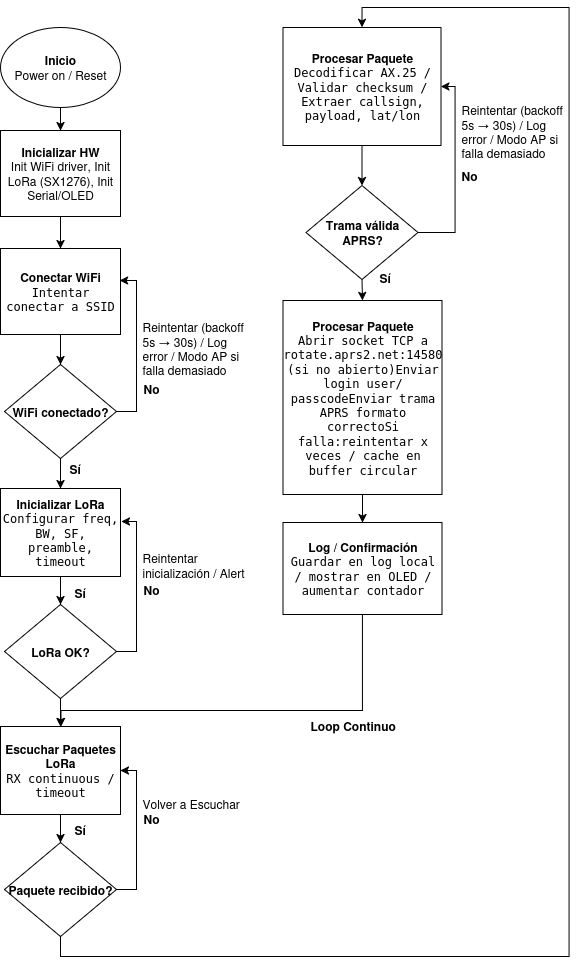 Inicio
Power on / Reset
Inicializar HW
Init WiFi driver, Init
LoRa (SX1276), Init
Serial/OLED
Conectar WiFi
Intentar
conectar a SSID
Reintentar (backoff
5s → 30s) / Log
error / Modo AP si
falla demasiado
No
WiFi conectado?
Sí
Inicializar LoRa
Configurar freq,
BW, SF,
preamble,
timeout
Reintentar
inicialización / Alert
No
Sí
LoRa OK?
Escuchar Paquetes
LoRa
RX continuous /
timeout
Volver a Escuchar
No
Sí
Paquete recibido?
Procesar Paquete
Decodificar AX.25 /
Validar checksum /
Extraer callsign,
payload, lat/lon
Reintentar (backoff
5s → 30s) / Log
error / Modo AP si
falla demasiado
No
Trama válida
APRS?
Sí
Procesar Paquete
Abrir socket TCP a
rotate.aprs2.net:14580
(si no abierto)Enviar
login user/
passcodeEnviar trama
APRS formato
correctoSi
falla:reintentar x
veces / cache en
buffer circular
Log / Confirmación
Guardar en log local
/ mostrar en OLED /
aumentar contador
Loop Continuo